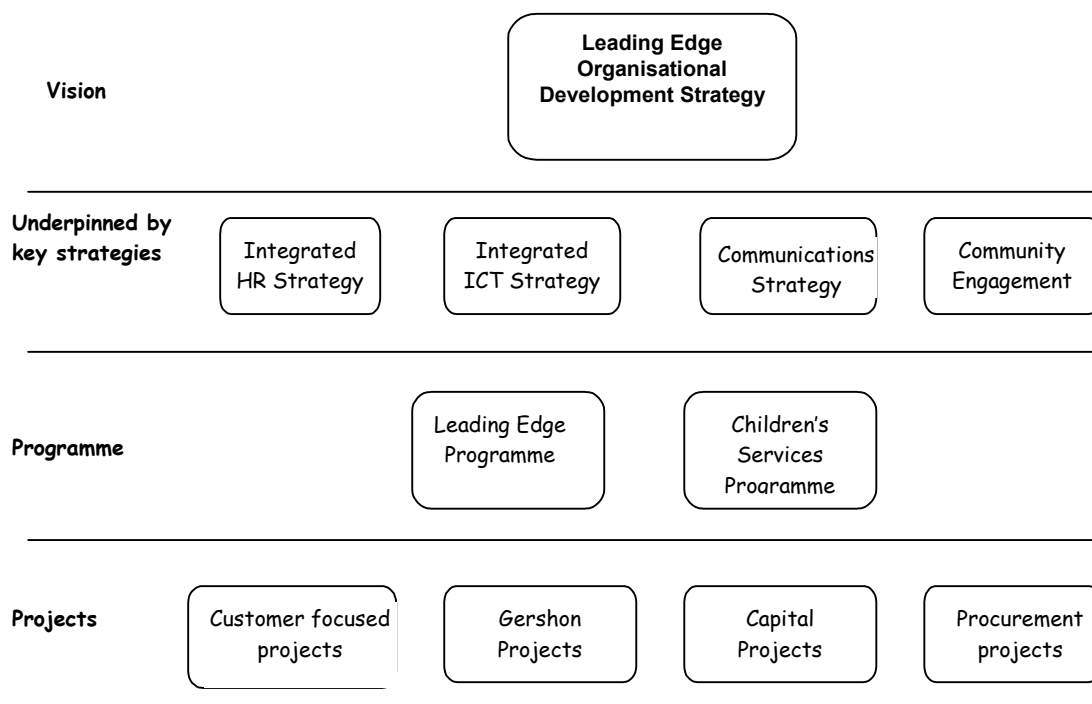 Leading Edge
Organisational
Development Strategy
Vision
Underpinned by
key strategies
Integrated
HR Strategy
Integrated
ICT Strategy
Communications
Strategy
Community
Engagement
Programme
Leading Edge
Programme
Children's
Services
Programme
Projects
Customer focused
projects
Gershon
Projects
Capital
Projects
Procurement
projects